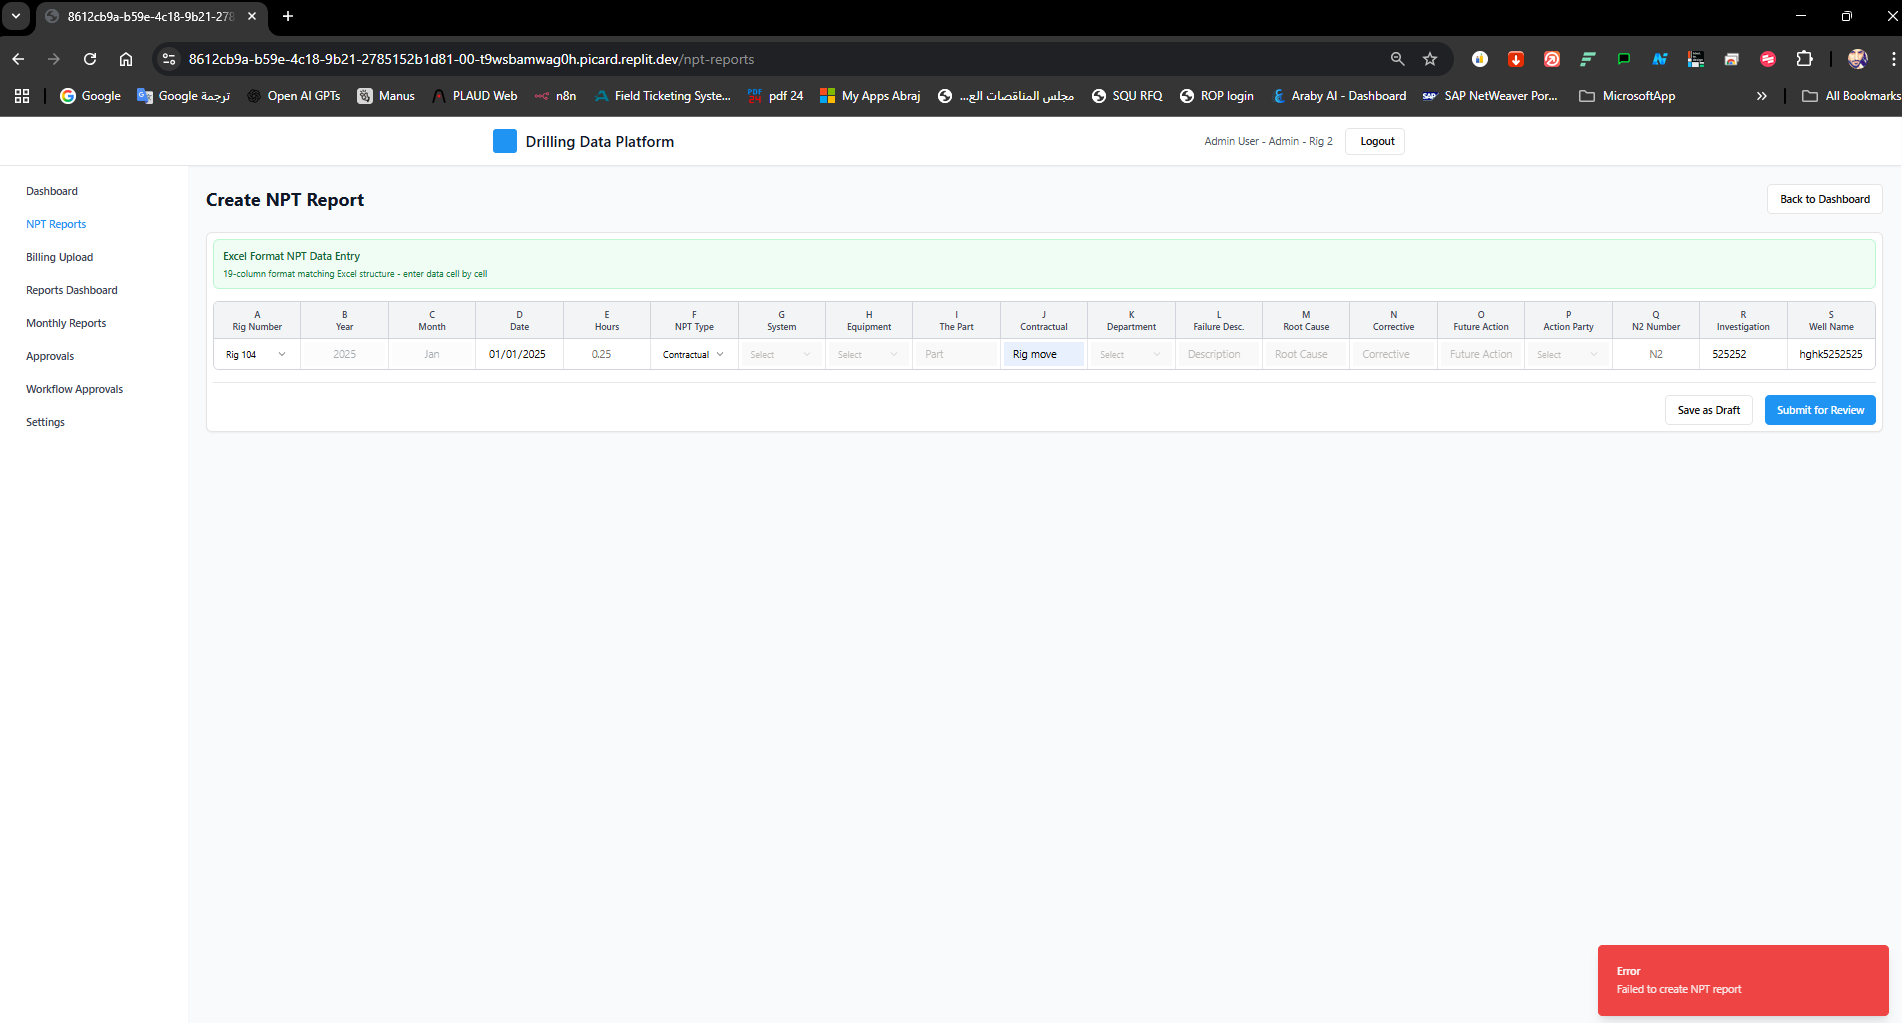 8612cb9a-b59e-4c18-9b21-278
8612cb9a-b59e-4c18-9b21-2785152b1d81-00-t9wsbamwag0h.picard.replit.dev/npt-reports
Google
Google ترجمة
Open AI GPTs
Manus
PLAUD Web
n8n
Field Ticketing Syste...
pdf 24
My Apps Abraj
مجلس المناقصات الع...
SQU RFQ
ROP login
Araby AI - Dashboard
SAP NetWeaver Por...
MicrosoftApp
All Bookmarks
Drilling Data Platform
Admin User - Admin - Rig 2
Logout
Dashboard
NPT Reports
Billing Upload
Reports Dashboard
Monthly Reports
Approvals
Workflow Approvals
Settings
Create NPT Report
Back to Dashboard
Excel Format NPT Data Entry
19-column format matching Excel structure - enter data cell by cell
A B C D E F G H I J K L M N O P Q R S
Rig Number Year Month Date Hours NPT Type System Equipment The Part Contractual Department Failure Desc. Root Cause Corrective Future Action Action Party N2 Number Investigation Well Name
Rig 104 2025 Jan 01/01/2025 0.25 Contractual Select Select Part Rig move Select Description Root Cause Corrective Future Action Select N2 525252 hghk5252525
Save as Draft
Submit for Review
Error
Failed to create NPT report